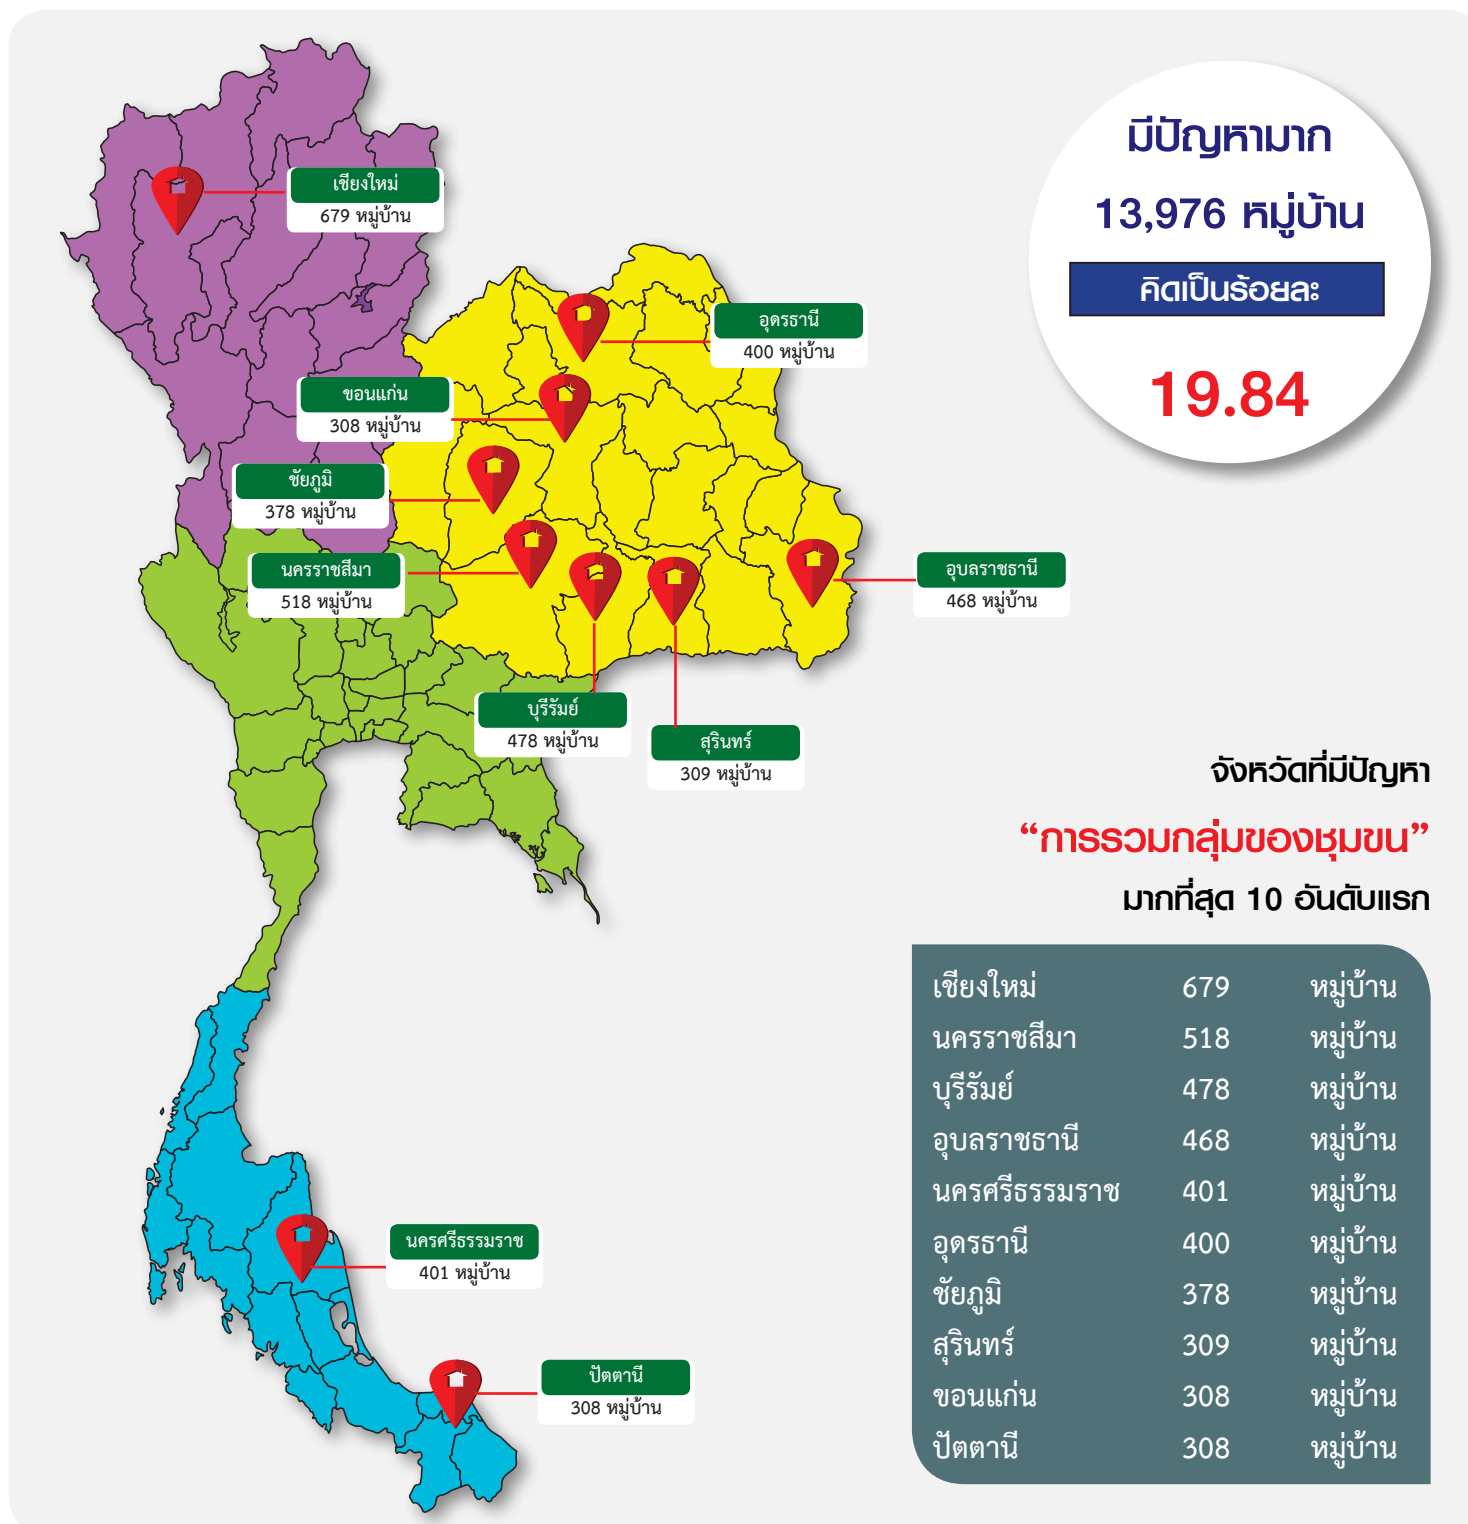 มีปัญหามาก
13,976 หมู่บ้าน
คิดเป็นร้อยละ
19.84
เชียงใหม่
679 หมู่บ้าน
อุดรธานี
400 หมู่บ้าน
ขอนแก่น
308 หมู่บ้าน
ชัยภูมิ
378 หมู่บ้าน
นครราชสีมา
518 หมู่บ้าน
อุบลราชธานี
468 หมู่บ้าน
บุรีรัมย์
478 หมู่บ้าน
สุรินทร์
309 หมู่บ้าน
นครศรีธรรมราช
401 หมู่บ้าน
ปัตตานี
308 หมู่บ้าน
จังหวัดที่มีปัญหา
“การรวมกลุ่มของชุมขน”
มากที่สุด 10 อันดับแรก
เชียงใหม่ 679 หมู่บ้าน
นครราชสีมา 518 หมู่บ้าน
บุรีรัมย์ 478 หมู่บ้าน
อุบลราชธานี 468 หมู่บ้าน
นครศรีธรรมราช 401 หมู่บ้าน
อุดรธานี 400 หมู่บ้าน
ชัยภูมิ 378 หมู่บ้าน
สุรินทร์ 309 หมู่บ้าน
ขอนแก่น 308 หมู่บ้าน
ปัตตานี 308 หมู่บ้าน